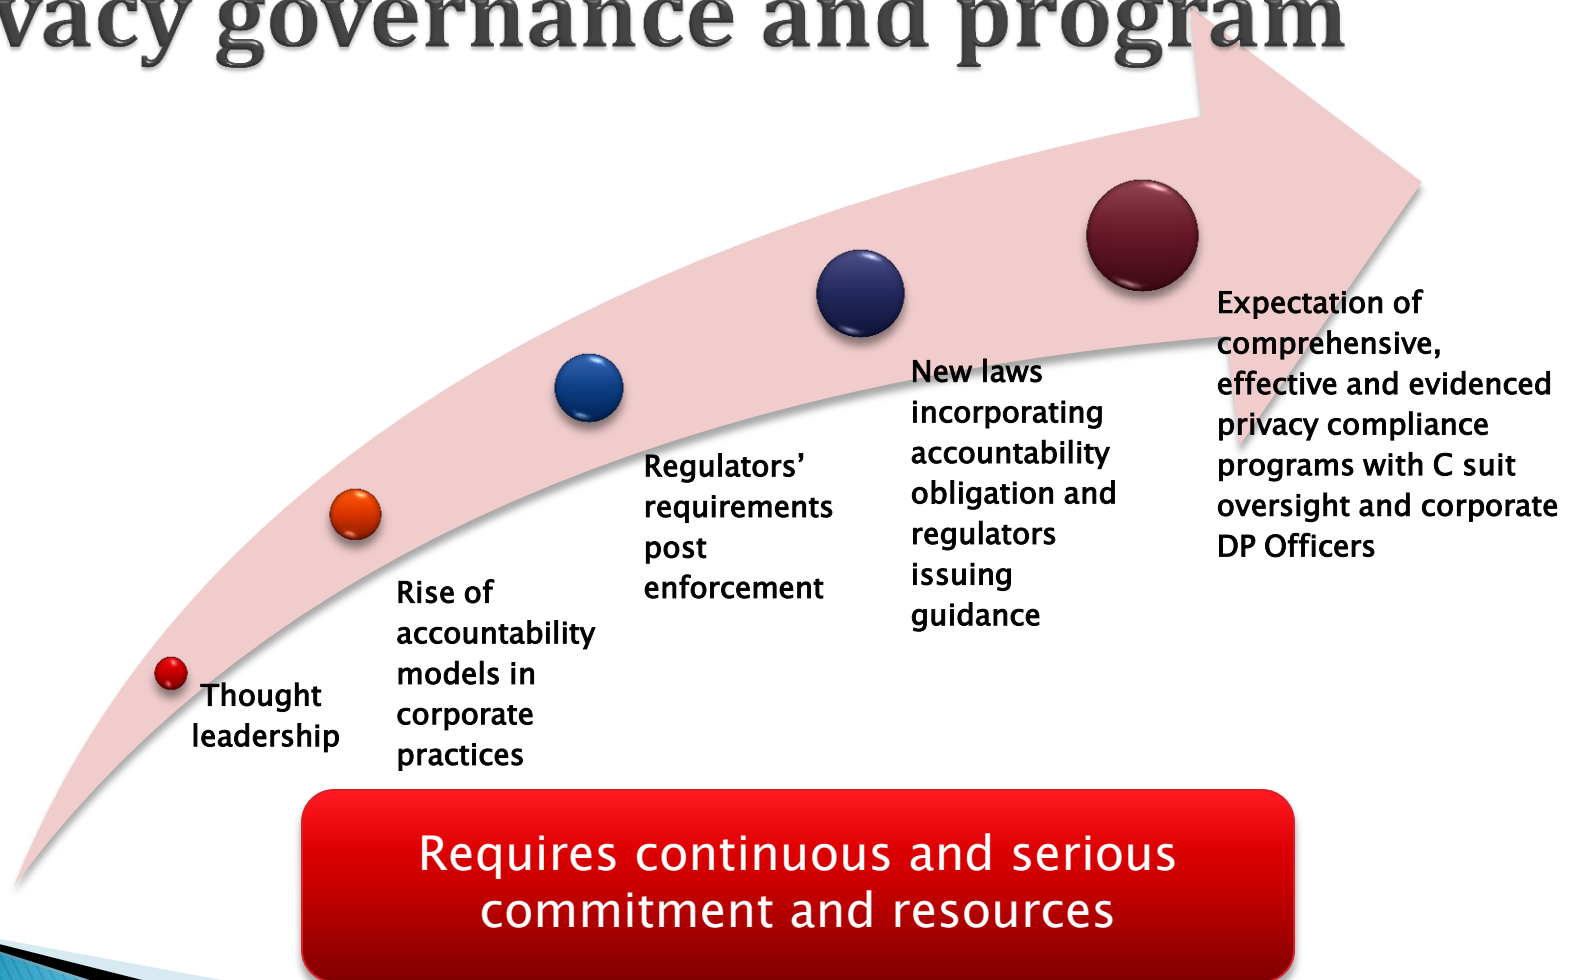 vacy governance and program
Thought
leadership
Rise of
accountability
models in
corporate
practices
Regulators’
requirements
post
enforcement
New laws
incorporating
accountability
obligation and
regulators
issuing
guidance
Expectation of
comprehensive,
effective and evidenced
privacy compliance
programs with C suit
oversight and corporate
DP Officers
Requires continuous and serious
commitment and resources